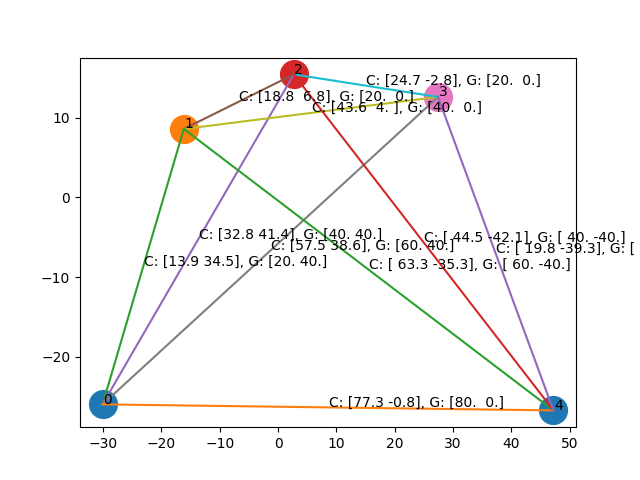 2
3
C: [24.7 -2.8], G: [20.  0.]
C: [18.8  6.8], G: [20.  0.]
C: [43.6  4. ], G: [40.  0.]
1
10
0
C: [32.8 41.4], G: [40. 40.]
C: [ 44.5 -42.1], G: [ 40. -40.]
C: [57.5 38.6], G: [60. 40.]
C: [ 19.8 -39.3], G: [
C: [13.9 34.5], G: [20. 40.]
C: [ 63.3 -35.3], G: [ 60. -40.]
−10
−20
0
C: [77.3 -0.8], G: [80.  0.]
4
−30 −20 −10 0 10 20 30 40 50